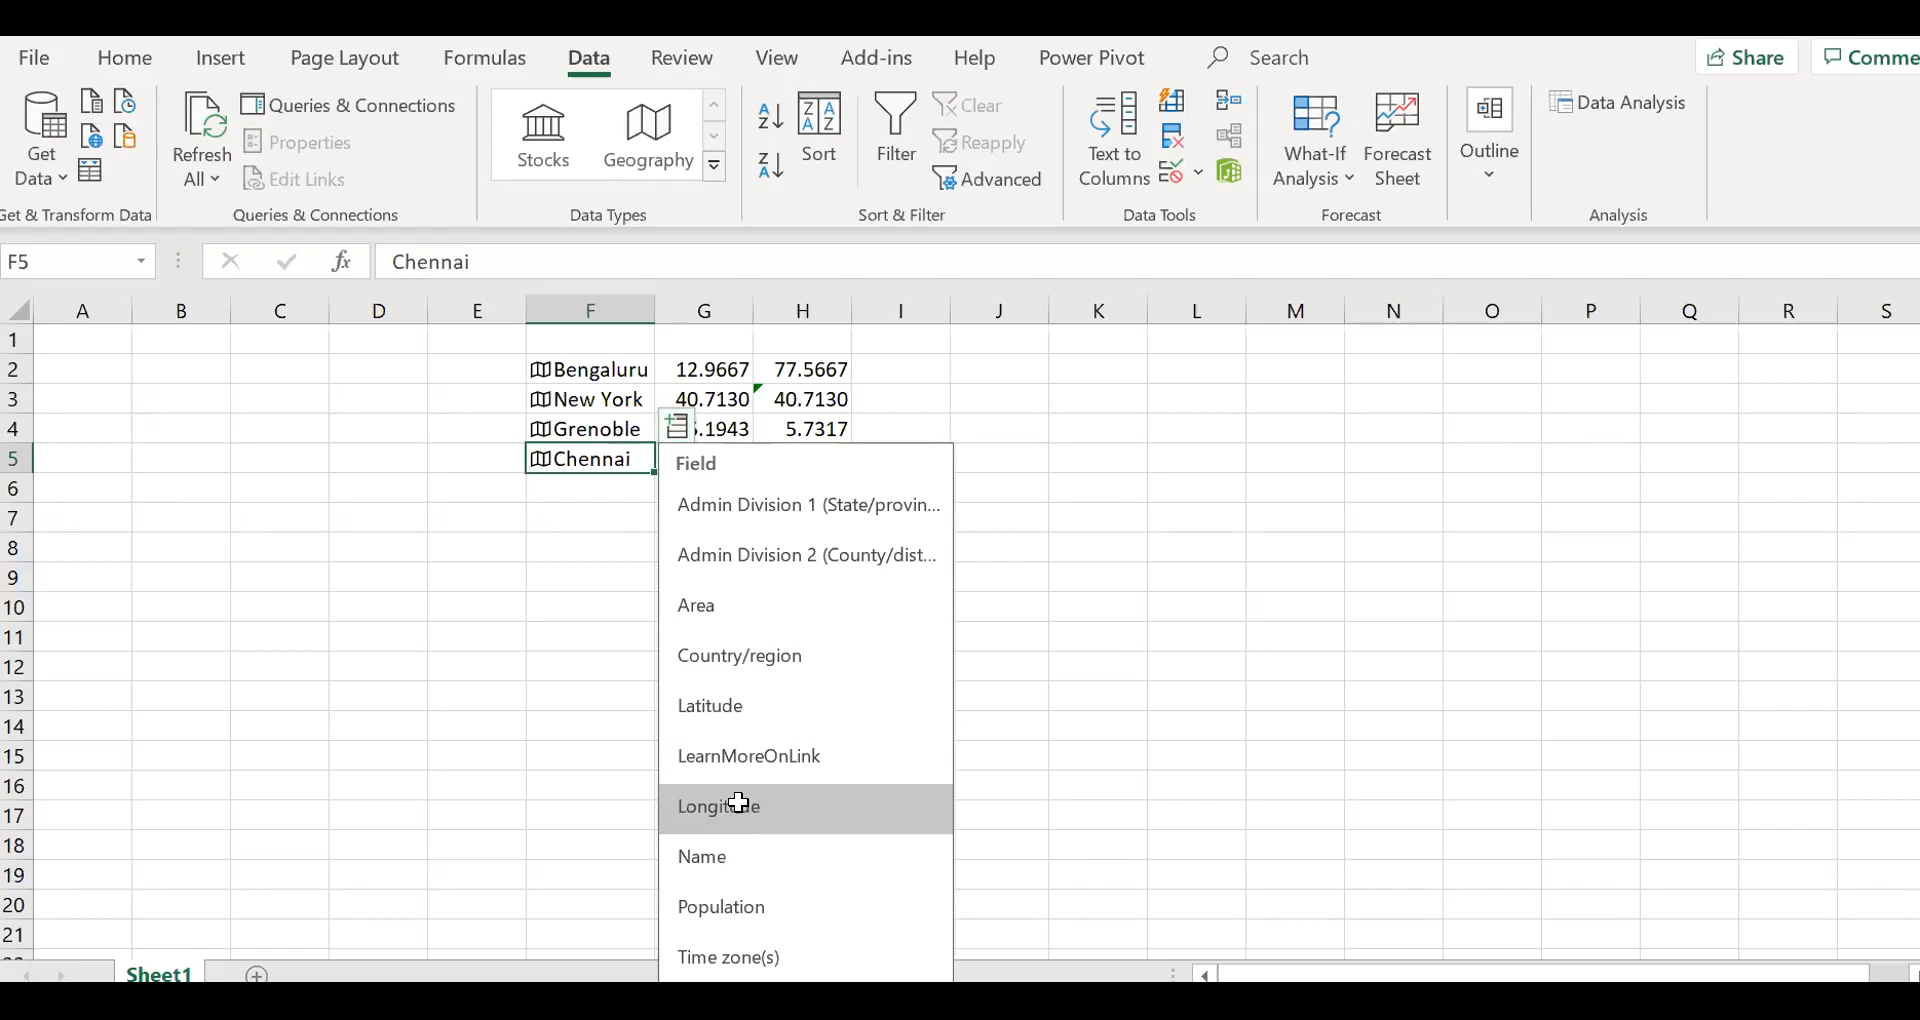 File Home Insert Page Layout Formulas Data Review View Add-ins Help Power Pivot Search Share Comme
Get Data
Refresh All
Queries & Connections
Properties
Edit Links
Stocks
Geography
Sort
Filter
Clear
Reapply
Advanced
Text to Columns
What-If Analysis
Forecast Sheet
Outline
Data Analysis
Get & Transform Data Queries & Connections Data Types Sort & Filter Data Tools Forecast Analysis
F5 fx Chennai
A B C D E F G H I J K L M N O P Q R S
1
2 Bengaluru 12.9667 77.5667
3 New York 40.7130 40.7130
4 Grenoble 5.1943 5.7317
5 Chennai
6
7
8
9
10
11
12
13
14
15
16
17
18
19
20
21
Field
Admin Division 1 (State/provin...
Admin Division 2 (County/dist...
Area
Country/region
Latitude
LearnMoreOnLink
Longitude
Name
Population
Time zone(s)
Sheet1